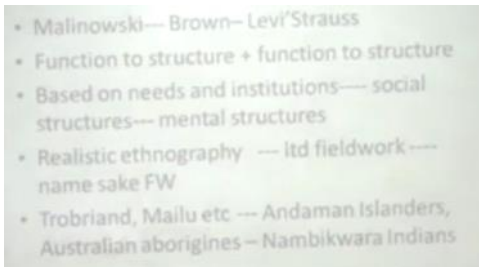 • Malinowski--- Brown– Levi'Strauss
• Function to structure + function to structure
• Based on needs and institutions---- social
structures--- mental structures
• Realistic ethnography --- ltd fieldwork ----
name sake FW
• Trobriand, Mailu etc --- Andaman Islanders,
Australian aborigines – Nambikwara Indians